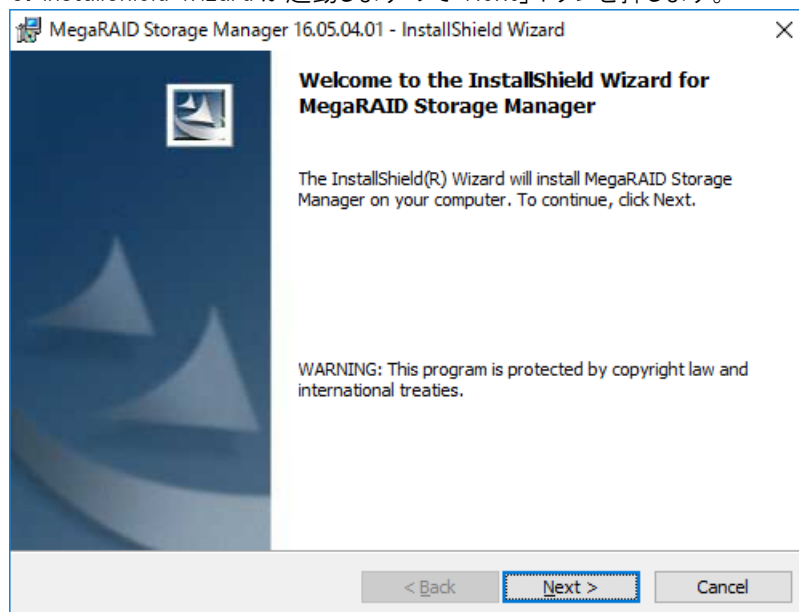 MegaRAID Storage Manager 16.05.04.01 - InstallShield Wizard
Welcome to the InstallShield Wizard for
MegaRAID Storage Manager
The InstallShield(R) Wizard will install MegaRAID Storage
Manager on your computer. To continue, click Next.
WARNING: This program is protected by copyright law and
international treaties.
< Back Next > Cancel